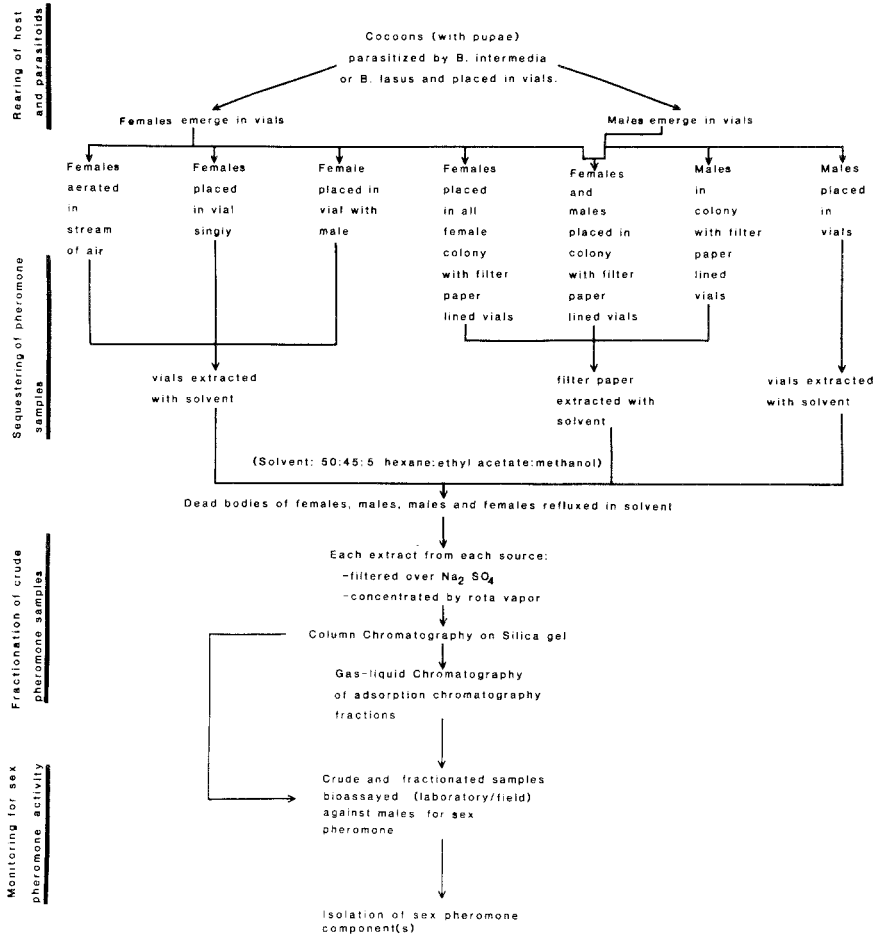 Rearing of host
and parasitoids
Cocoons (with pupae)
parasitized by B. intermedia
or B. lasus and placed in vials.
Females emerge in vials
Males emerge in vials
Females
aerated
in
stream
of air
Females
placed
in vial
singly
Female
placed in
vial with
male
Females
placed
in all
female
colony
with filter
paper
lined vials
Females
and
males
placed in
colony
with filter
paper
lined vials
Males
in
colony
with filter
paper
lined
vials
Males
placed
in
vials
Sequestering of pheromone
samples
vials extracted
with solvent
filter paper
extracted with
solvent
vials extracted
with solvent
(Solvent: 50:45:5 hexane:ethyl acetate:methanol)
Dead bodies of females, males, males and females refluxed in solvent
Fractionation of crude
pheromone samples
Each extract from each source:
-filtered over Na2 SO4
-concentrated by rota vapor
Column Chromatography on Silica gel
Gas-liquid Chromatography
of adsorption chromatography
fractions
Monitoring for sex
pheromone activity
Crude and fractionated samples
bioassayed (laboratory/field)
against males for sex
pheromone
Isolation of sex pheromone
component(s)